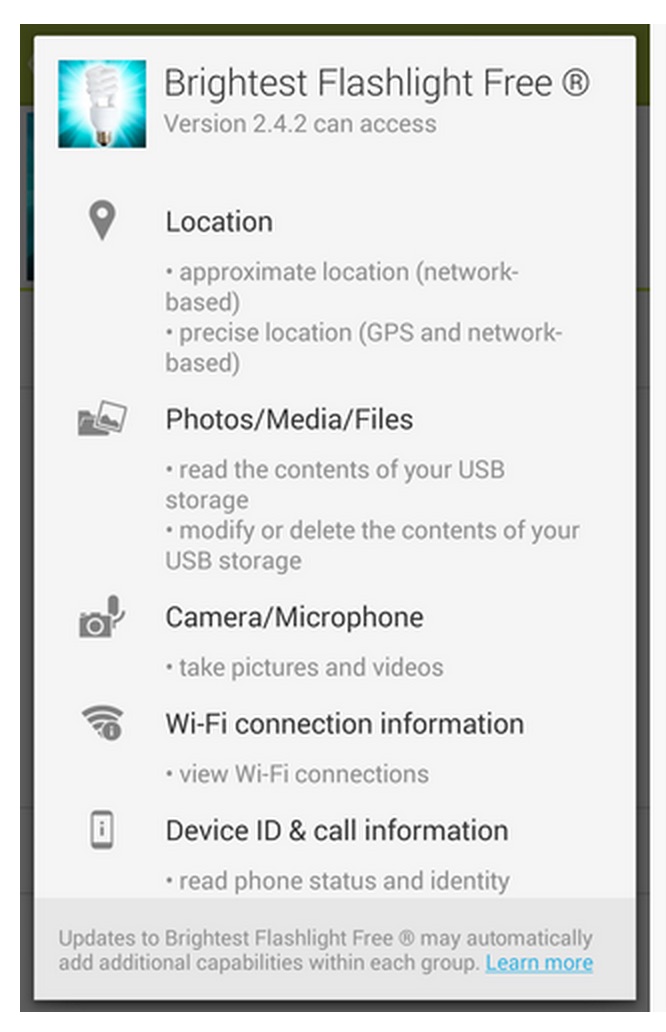 Brightest Flashlight Free ®
Version 2.4.2 can access
Location
• approximate location (network-
based)
• precise location (GPS and network-
based)
Photos/Media/Files
• read the contents of your USB
storage
• modify or delete the contents of your
USB storage
Camera/Microphone
• take pictures and videos
Wi-Fi connection information
• view Wi-Fi connections
Device ID & call information
• read phone status and identity
Updates to Brightest Flashlight Free ® may automatically
add additional capabilities within each group. Learn more